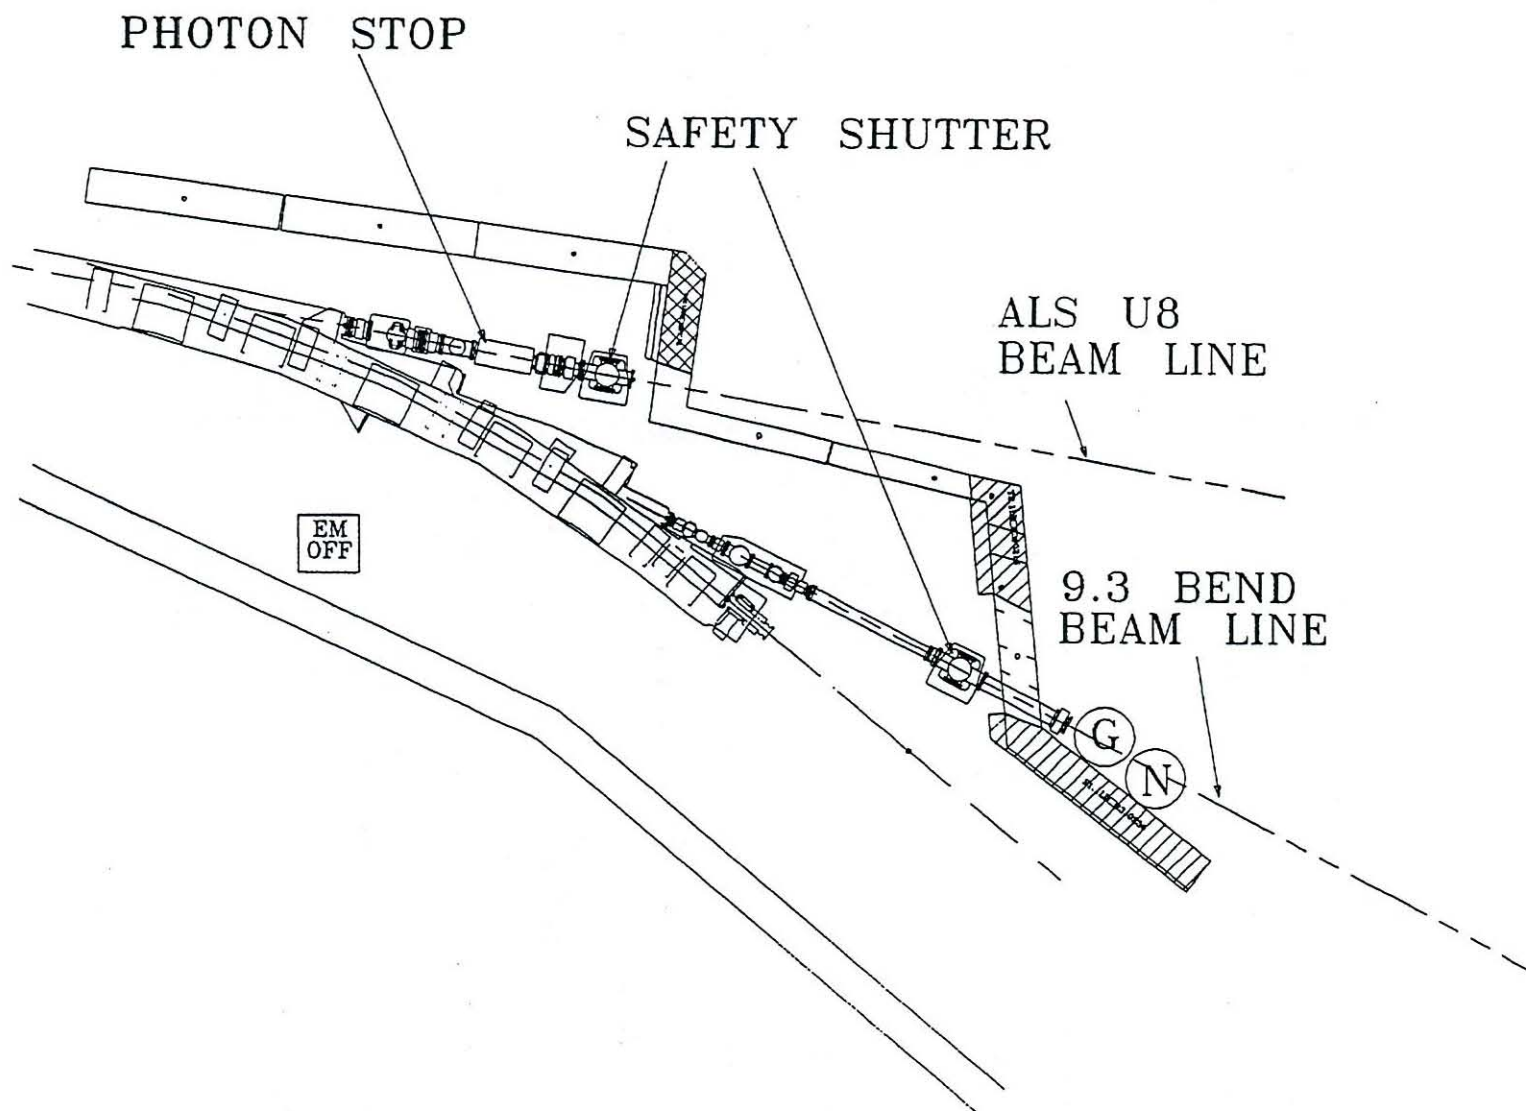 PHOTON STOP
SAFETY SHUTTER
ALS U8
BEAM LINE
EM
OFF
9.3 BEND
BEAM LINE
G
N